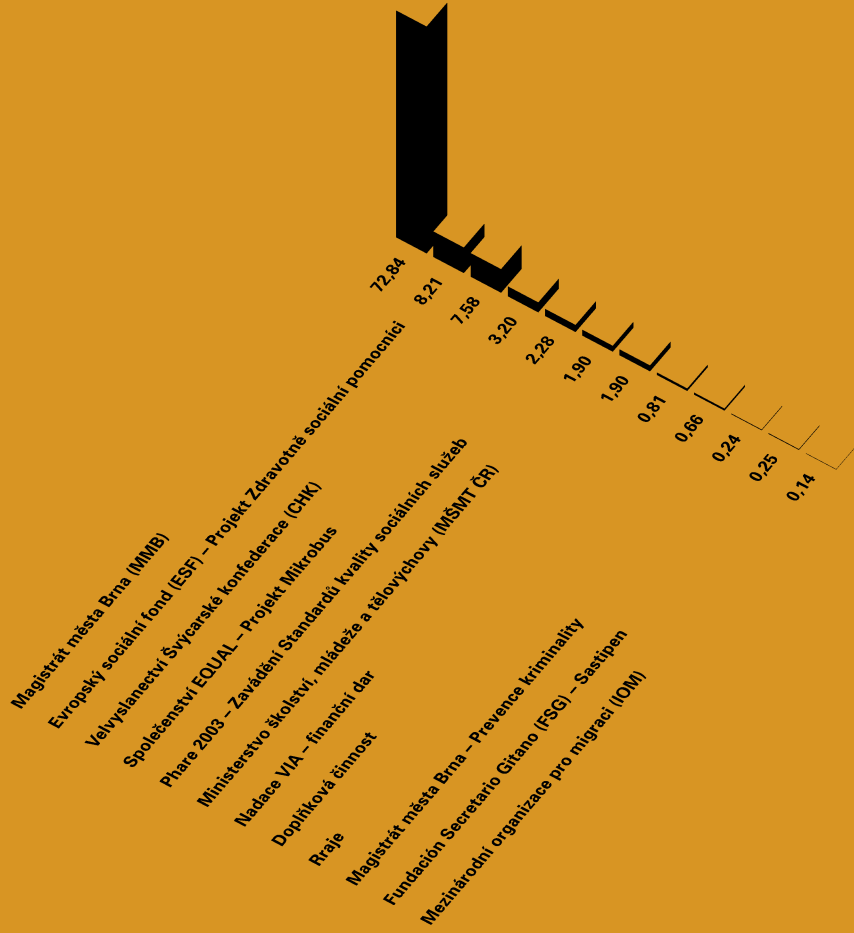 72,84
8,21
7,58
3,20
2,28
1,90
1,90
0,81
0,66
0,24
0,25
0,14
Magistrát města Brna (MMB)
Evropský sociální fond (ESF) – Projekt Zdravotně sociální pomocníci
Velvyslanectví Švýcarské konfederace (CHK)
Společenství EQUAL – Projekt Mikrobus
Phare 2003 – Zavádění Standardů kvality sociálních služeb
Ministerstvo školství, mládeže a tělovýchovy (MŠMT ČR)
Nadace VIA – finanční dar
Doplňková činnost
Rraje
Magistrát města Brna – Prevence kriminality
Fundación Secretario Gitano (FSG) – Sastipen
Mezinárodní organizace pro migraci (IOM)